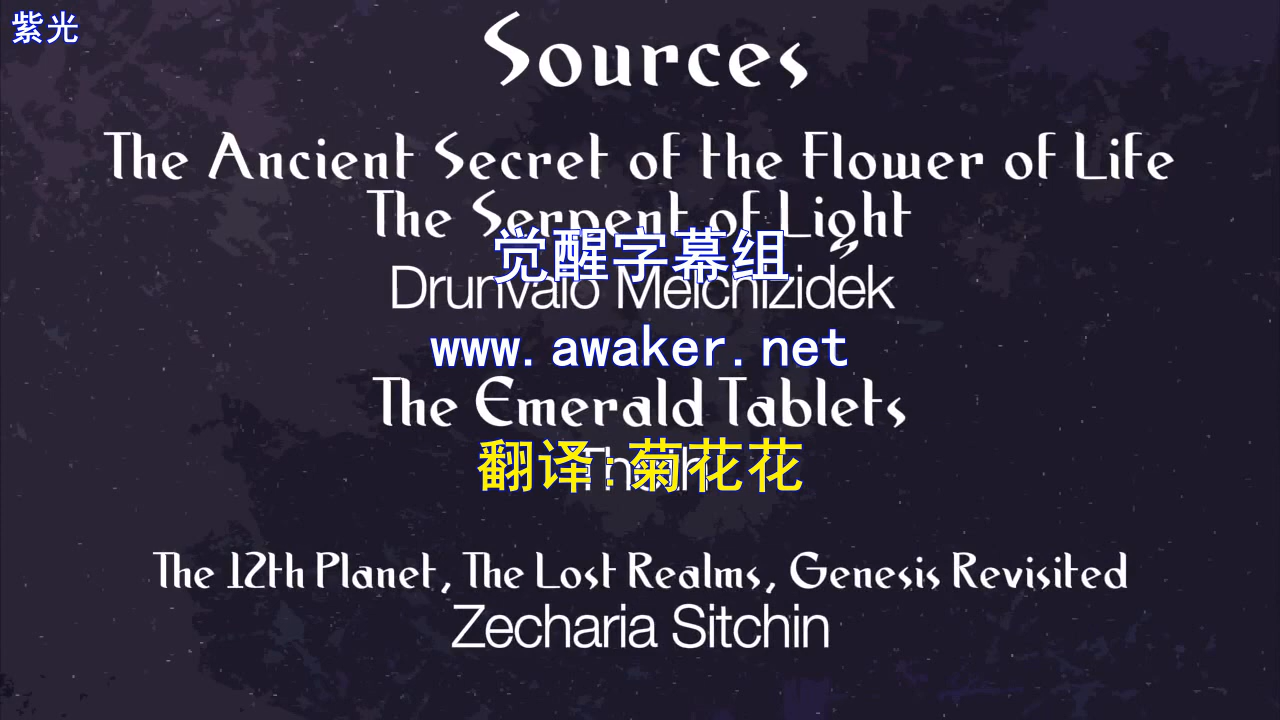 紫光
Sources
The Ancient Secret of the Flower of Life
The Serpent of Light
觉醒字幕组
Drunvalo Melchizidek
www.awaker.net
The Emerald Tablets
翻译:菊花花
Thoth
The 12th Planet, The Lost Realms, Genesis Revisited
Zecharia Sitchin